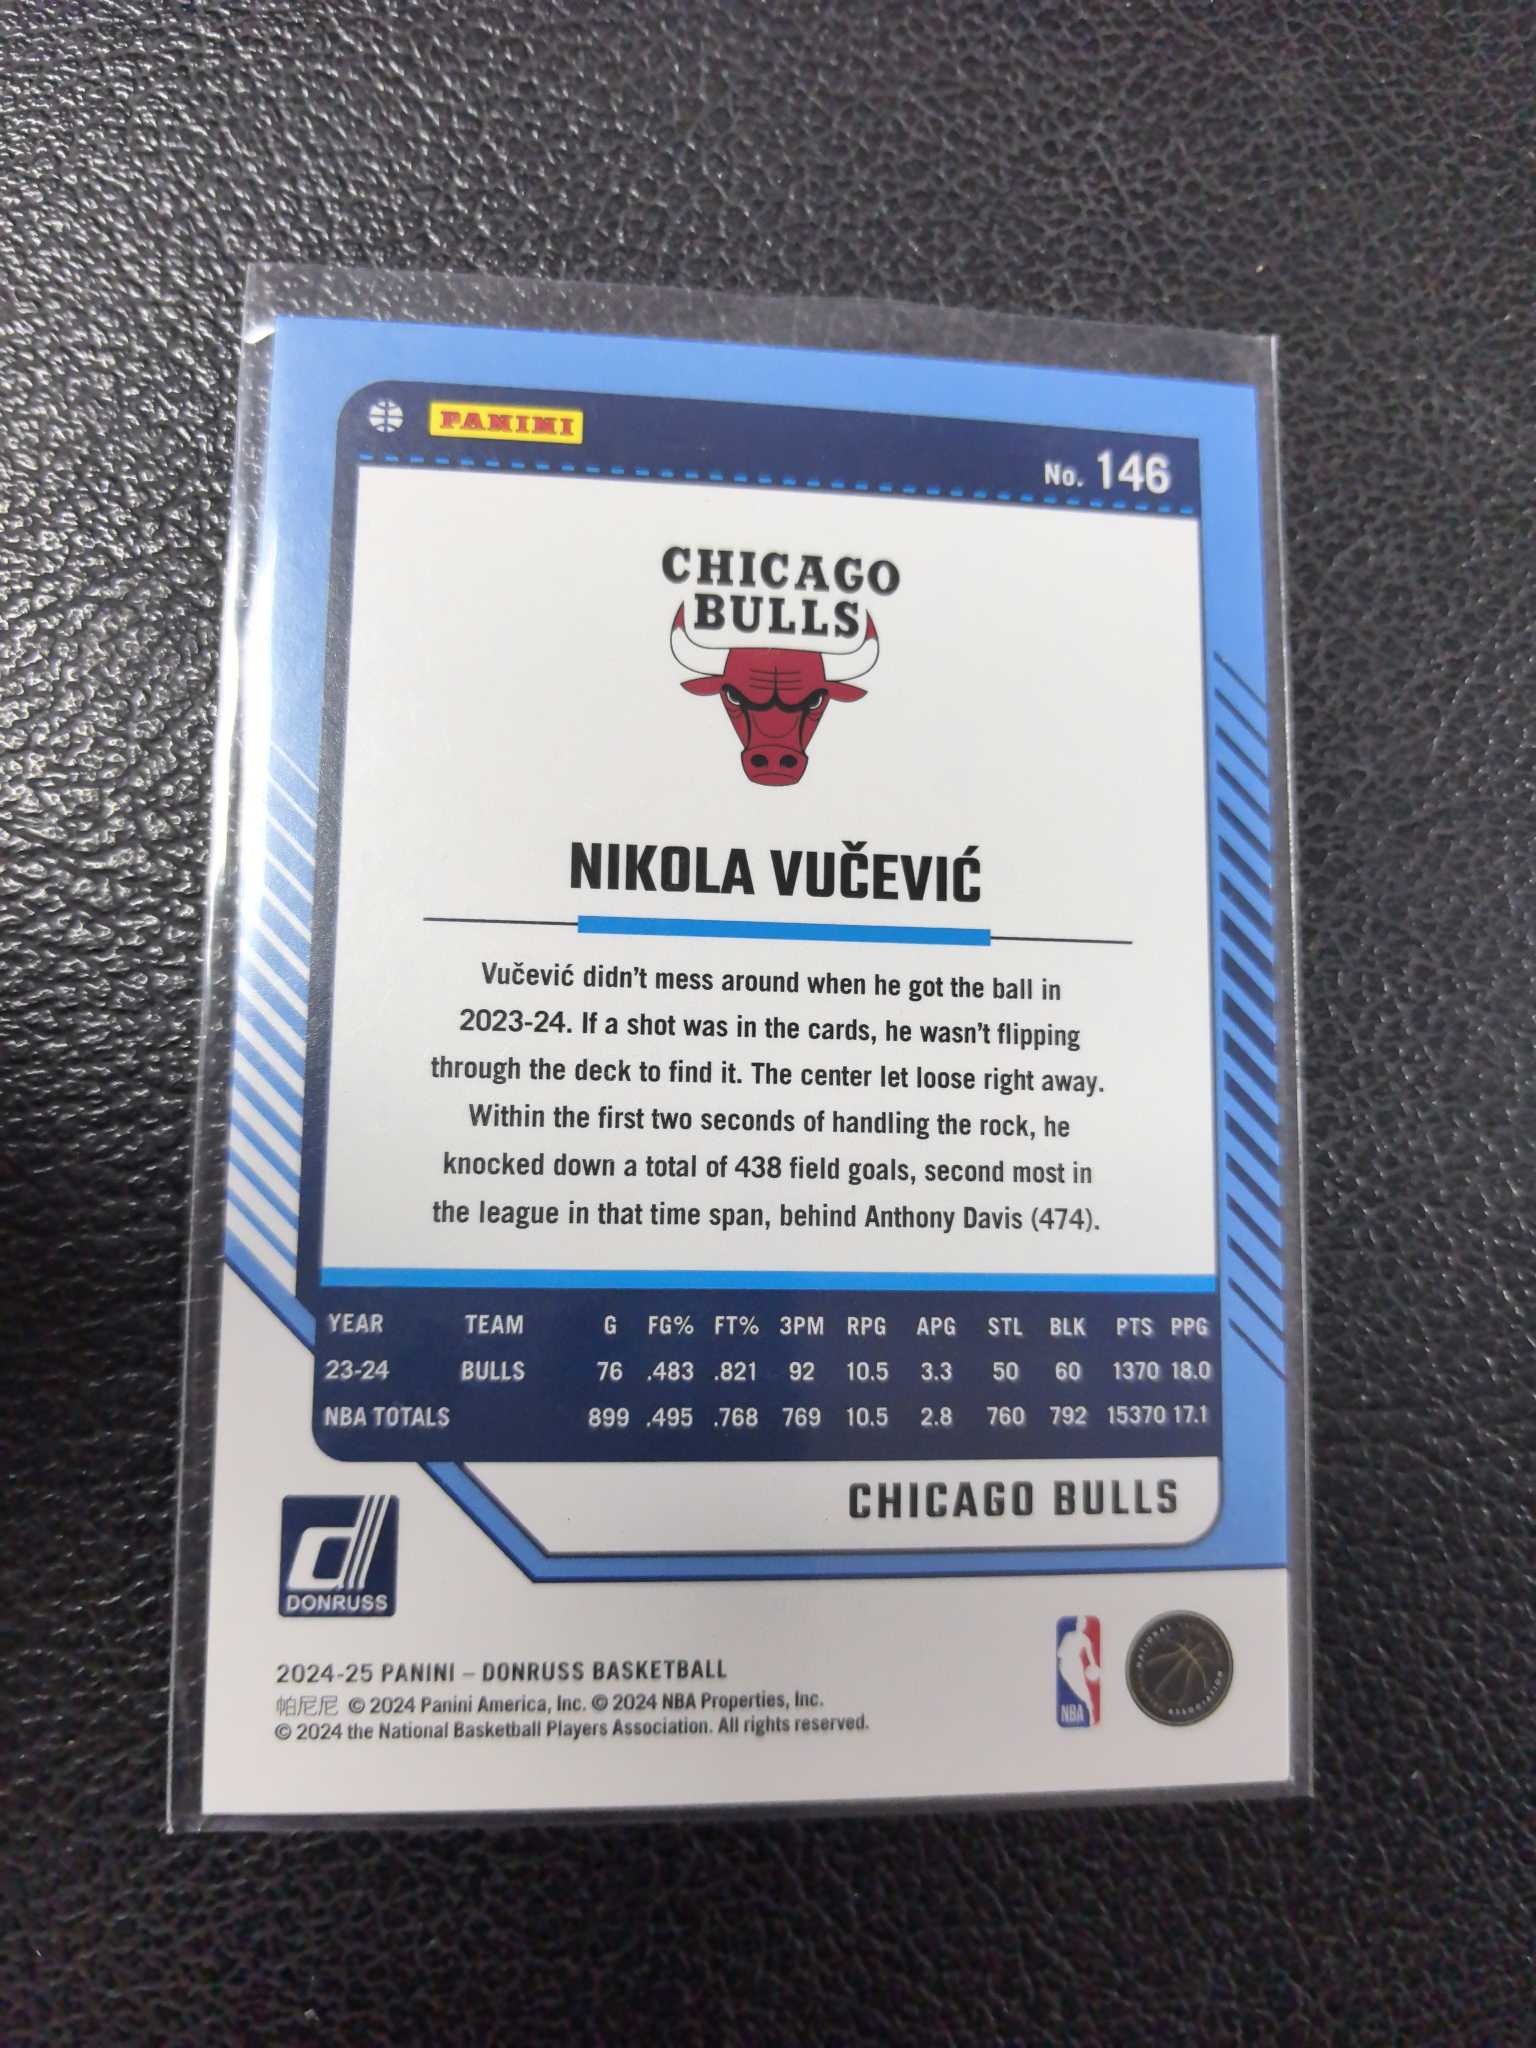 PANINI
No. 146
CHICAGO
BULLS
NIKOLA VUČEVIĆ
Vučević didn't mess around when he got the ball in
2023-24. If a shot was in the cards, he wasn't flipping
through the deck to find it. The center let loose right away.
Within the first two seconds of handling the rock, he
knocked down a total of 438 field goals, second most in
the league in that time span, behind Anthony Davis (474).
YEAR TEAM G FG% FT% 3PM RPG APG STL BLK PTS PPG
23-24 BULLS 76 .483 .821 92 10.5 3.3 50 60 1370 18.0
NBA TOTALS 899 .495 .768 769 10.5 2.8 760 792 15370 17.1
CHICAGO BULLS
DONRUSS
2024-25 PANINI – DONRUSS BASKETBALL
帕尼尼 © 2024 Panini America, Inc. © 2024 NBA Properties, Inc.
© 2024 the National Basketball Players Association. All rights reserved.
NBA
NATIONAL